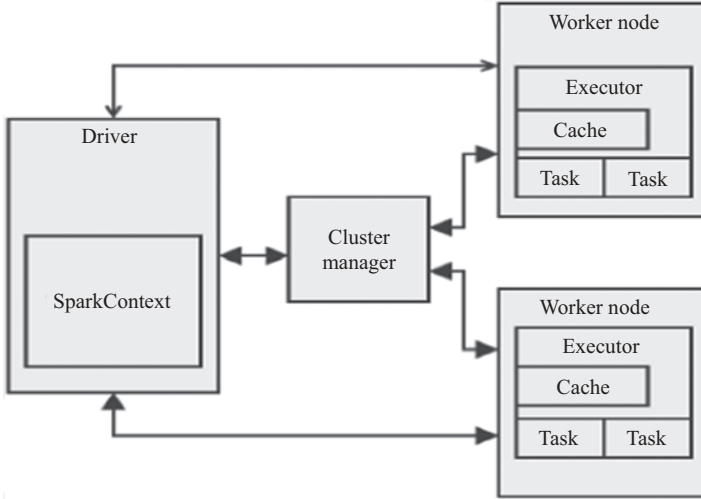 Driver
SparkContext
Cluster
manager
Worker node
Executor
Cache
Task Task
Worker node
Executor
Cache
Task Task